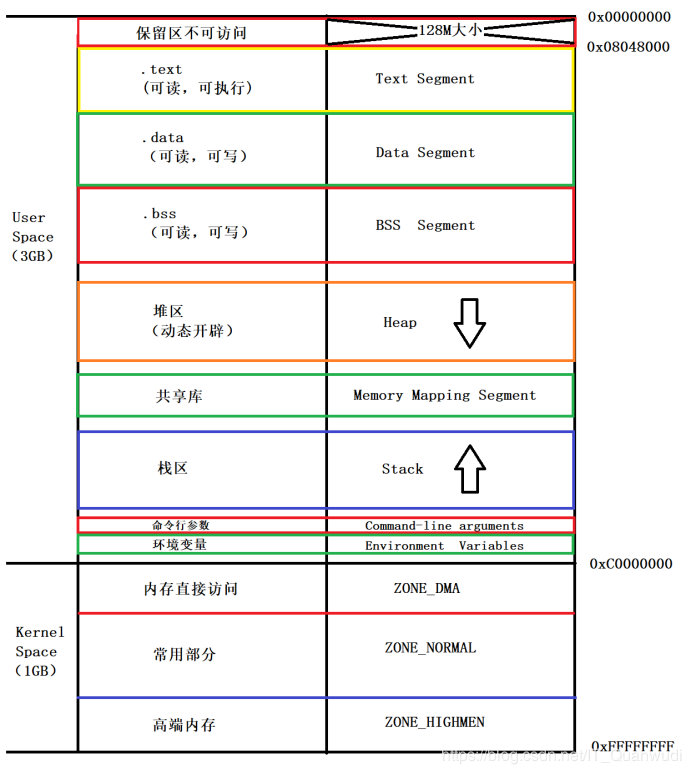 0x00000000
保留区不可访问 128M大小
0x08048000
.text
(可读，可执行) Text Segment
.data
（可读，可写） Data Segment
.bss
（可读，可写） BSS Segment
User
Space
（3GB）
堆区
（动态开辟） Heap
共享库 Memory Mapping Segment
栈区 Stack
命令行参数 Command-line arguments
环境变量 Environment Variables
0xC0000000
内存直接访问 ZONE_DMA
Kernel
Space
（1GB）
常用部分 ZONE_NORMAL
高端内存 ZONE_HIGHMEN
0xFFFFFFFF
https://blog.csdn.net/IT_Quanwudi